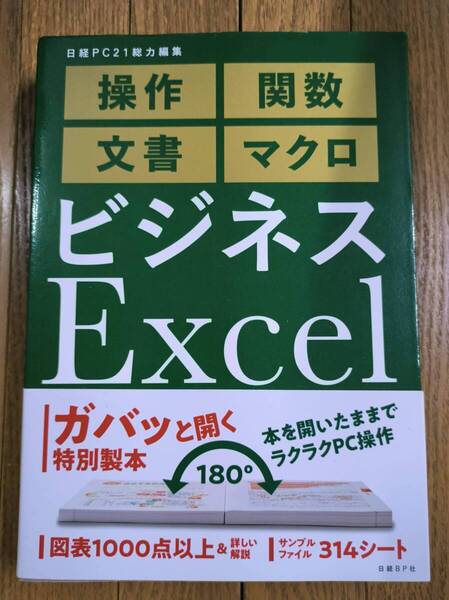 日経PC21総力編集
操作 関数
文書 マクロ
ビジネス
Excel
ガバッと開く
特別製本
本を開いたままで
ラクラクPC操作
180°
図表1000点以上&詳しい解説
サンプルファイル 314シート
日経BP社